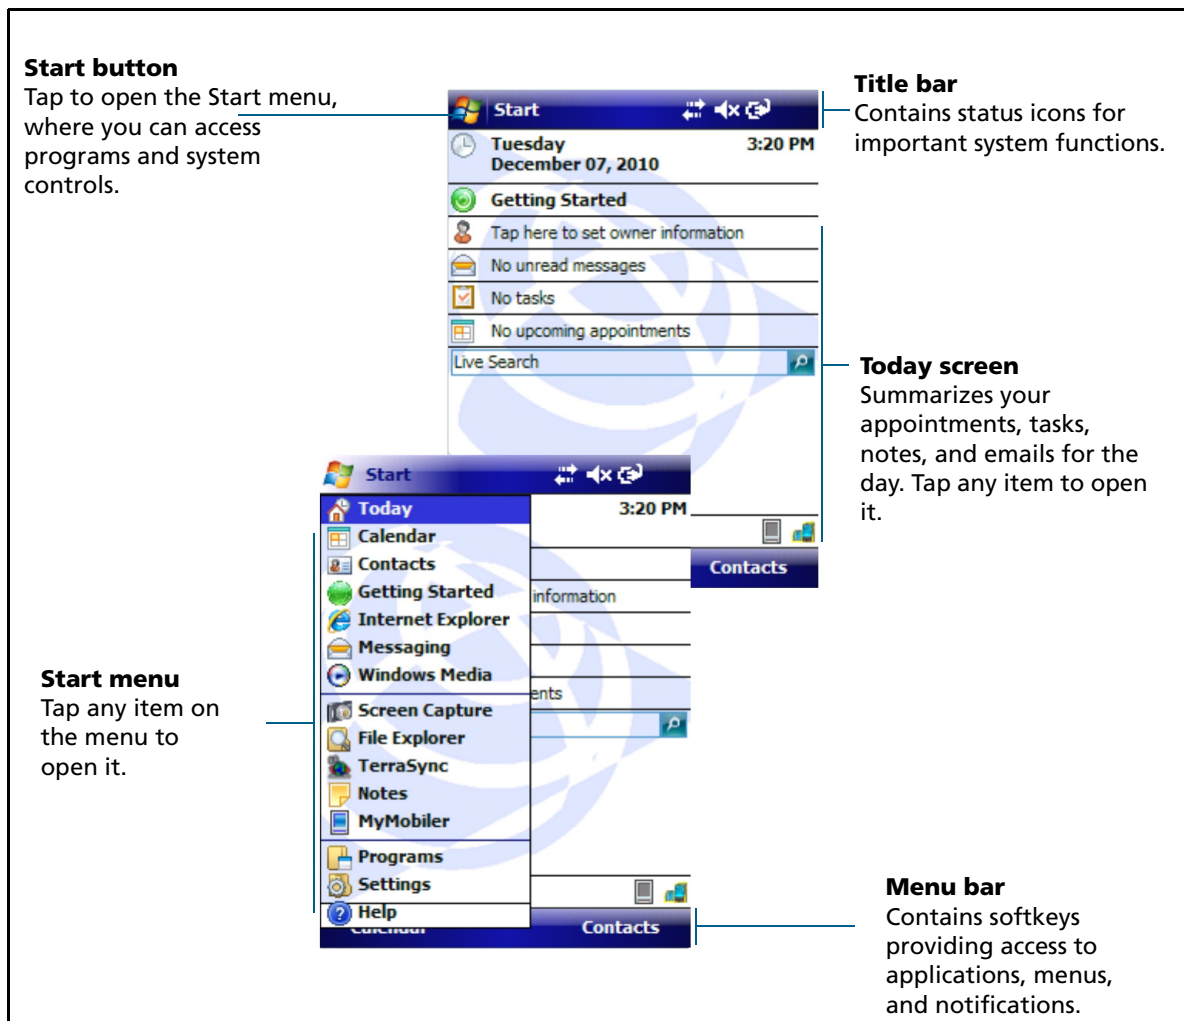 Start button
Tap to open the Start menu,
where you can access
programs and system
controls.
Title bar
Contains status icons for
important system functions.
Start
Tuesday 3:20 PM
December 07, 2010
Getting Started
Tap here to set owner information
No unread messages
No tasks
No upcoming appointments
Live Search
Today screen
Summarizes your
appointments, tasks,
notes, and emails for the
day. Tap any item to open
it.
Contacts
Start
Today 3:20 PM
Calendar
Contacts
Getting Started
information
Internet Explorer
Messaging
Windows Media
ents
Screen Capture
File Explorer
TerraSync
Notes
MyMobiler
Programs
Settings
Help
Calendar Contacts
Start menu
Tap any item on
the menu to
open it.
Menu bar
Contains softkeys
providing access to
applications, menus,
and notifications.